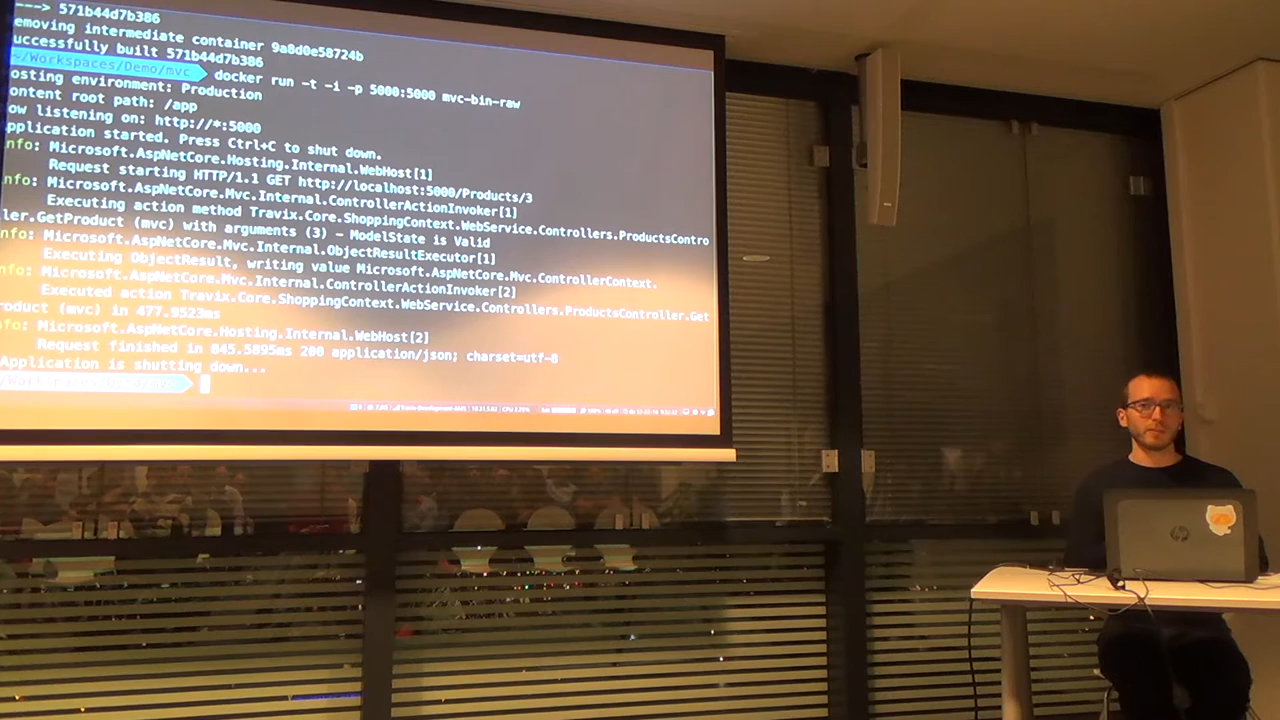 ---> 571b44d7b386
emoving intermediate container 9a8d0e58724b
uccessfully built 571b44d7b386
~/Workspaces/Demo/mvc docker run -t -i -p 5000:5000 mvc-bin-raw
osting environment: Production
ontent root path: /app
ow listening on: http://*:5000
pplication started. Press Ctrl+C to shut down.
nfo: Microsoft.AspNetCore.Hosting.Internal.WebHost[1]
Request starting HTTP/1.1 GET http://localhost:5000/Products/3
nfo: Microsoft.AspNetCore.Mvc.Internal.ControllerActionInvoker[1]
Executing action method Travix.Core.ShoppingContext.WebService.Controllers.ProductsContro
ler.GetProduct (mvc) with arguments (3) - ModelState is Valid
nfo: Microsoft.AspNetCore.Mvc.Internal.ObjectResultExecutor[1]
Executing ObjectResult, writing value Microsoft.AspNetCore.Mvc.ControllerContext.
nfo: Microsoft.AspNetCore.Mvc.Internal.ControllerActionInvoker[2]
Executed action Travix.Core.ShoppingContext.WebService.Controllers.ProductsController.Get
roduct (mvc) in 477.9523ms
nfo: Microsoft.AspNetCore.Hosting.Internal.WebHost[2]
Request finished in 845.5895ms 200 application/json; charset=utf-8
Application is shutting down...
/Workspaces/Demo/mvc
hp